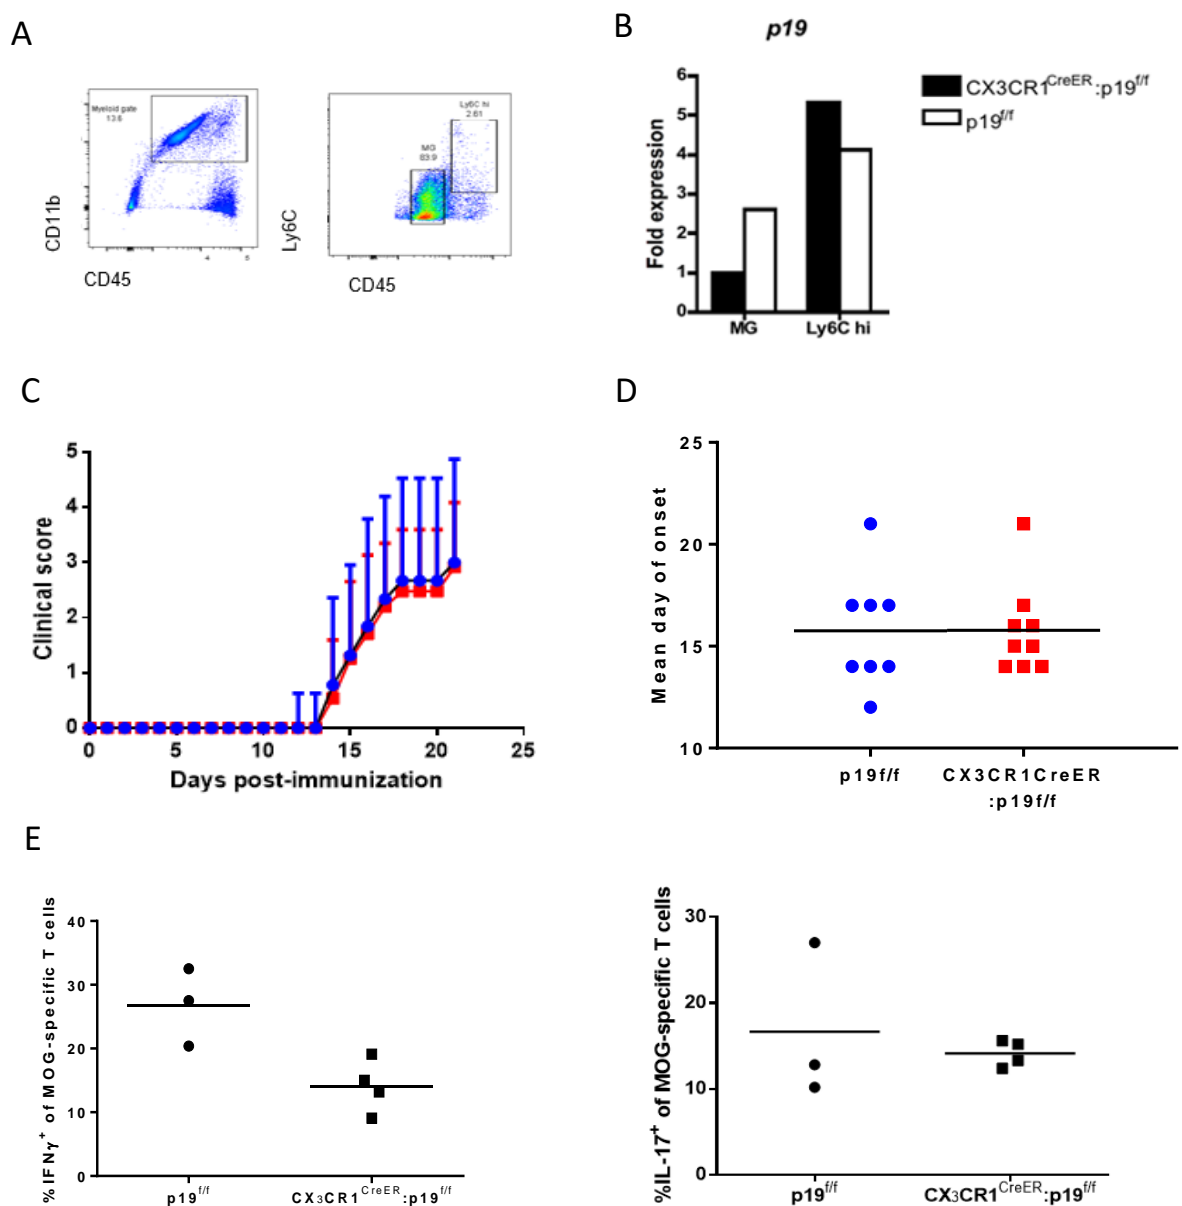 A
Myeloid gate
13.6
CD11b
4 5
CD45
Ly6C hi
2.61
MG
83.9
Ly6C
CD45
B
p19
CX3CR1CreER:p19f/f
p19f/f
Fold expression
6
5
4
3
2
1
0
MG Ly6C hi
C
Clinical score
5
4
3
2
1
0
0 5 10 15 20 25
Days post-immunization
D
Mean day of onset
25
20
15
10
p19f/f CX3CR1CreER
:p19f/f
E
%IFNγ+ of MOG-specific T cells
40
30
20
10
0
p19f/f CX3CR1CreER:p19f/f
%IL-17+ of MOG-specific T cells
30
20
10
0
p19f/f CX3CR1CreER:p19f/f